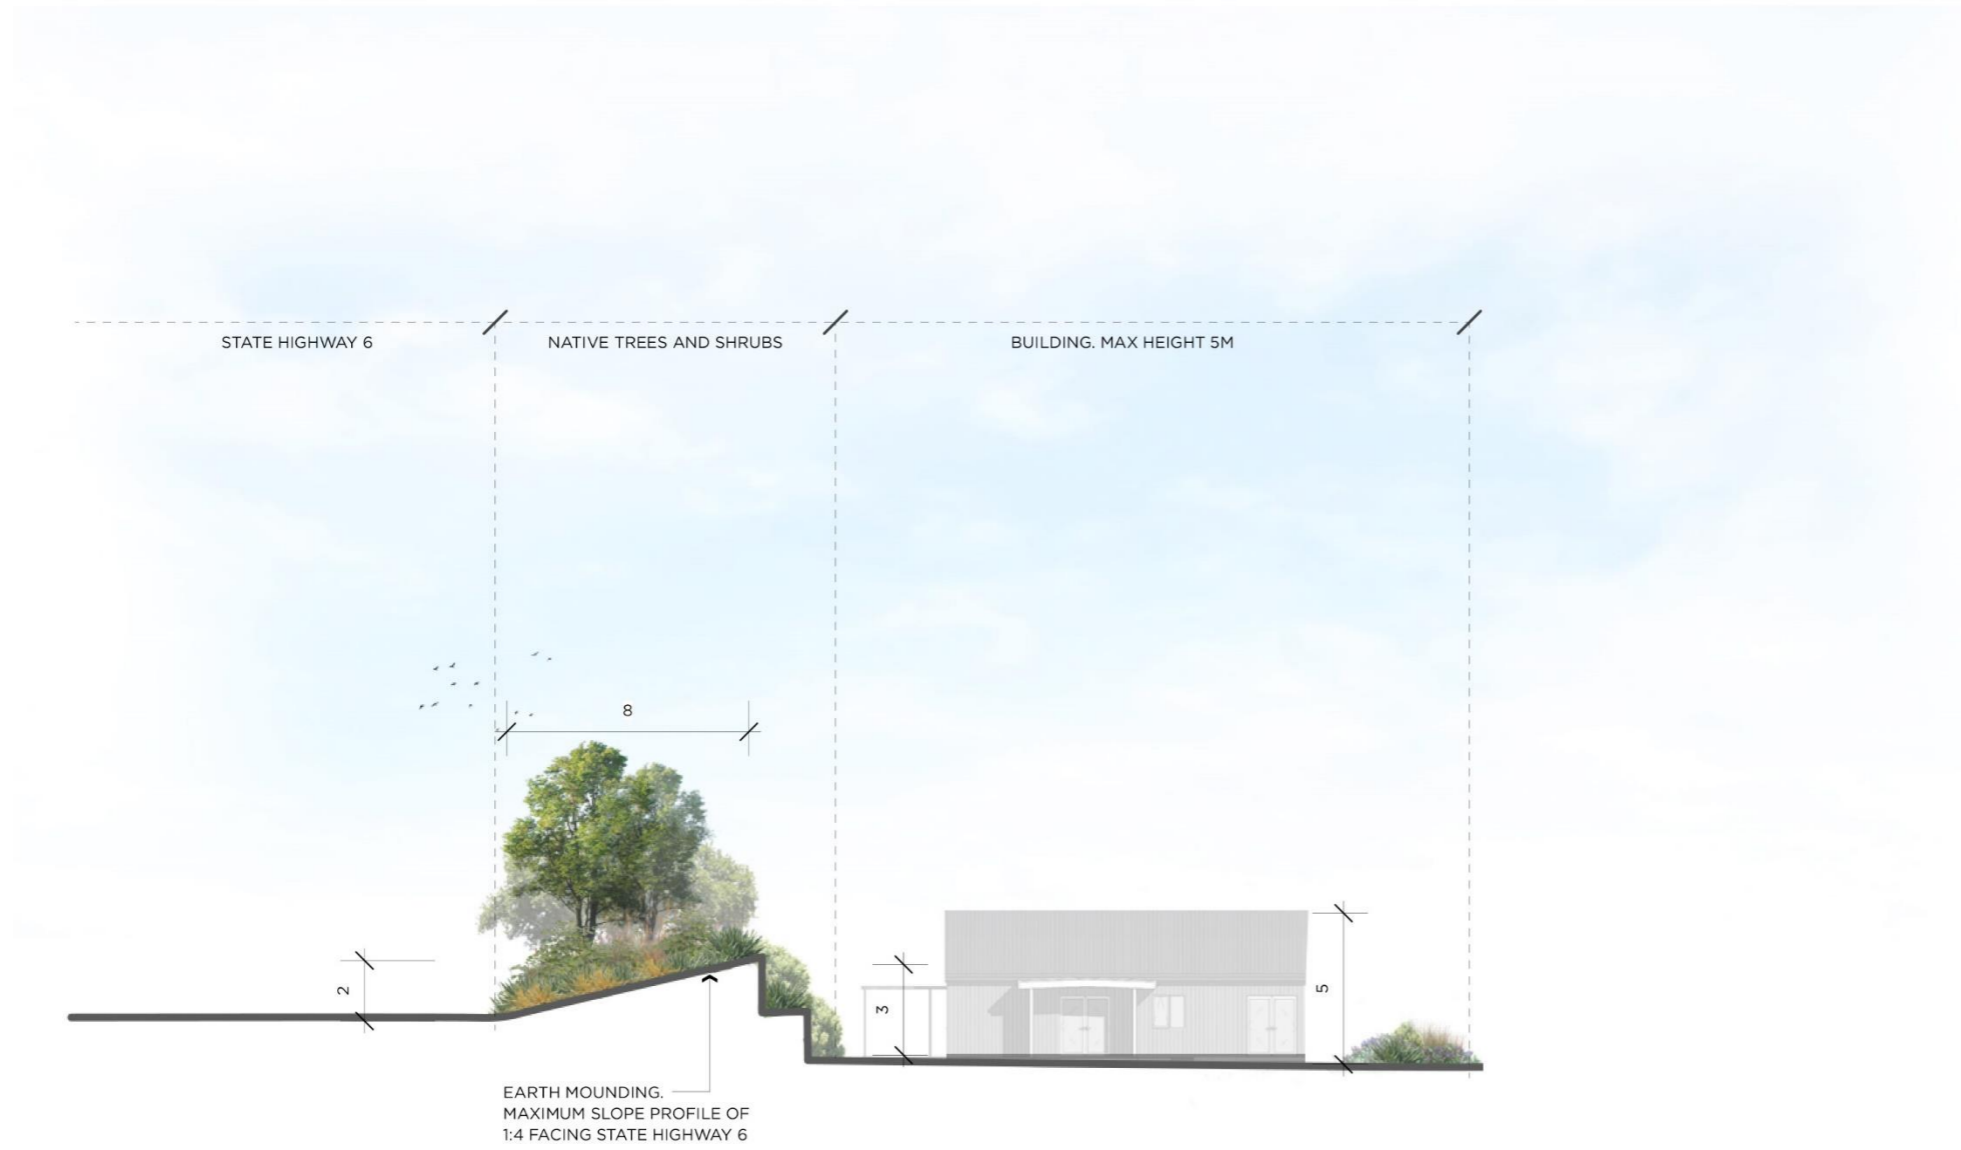 STATE HIGHWAY 6
NATIVE TREES AND SHRUBS
BUILDING. MAX HEIGHT 5M
8
2
3
5
EARTH MOUNDING.
MAXIMUM SLOPE PROFILE OF
1:4 FACING STATE HIGHWAY 6